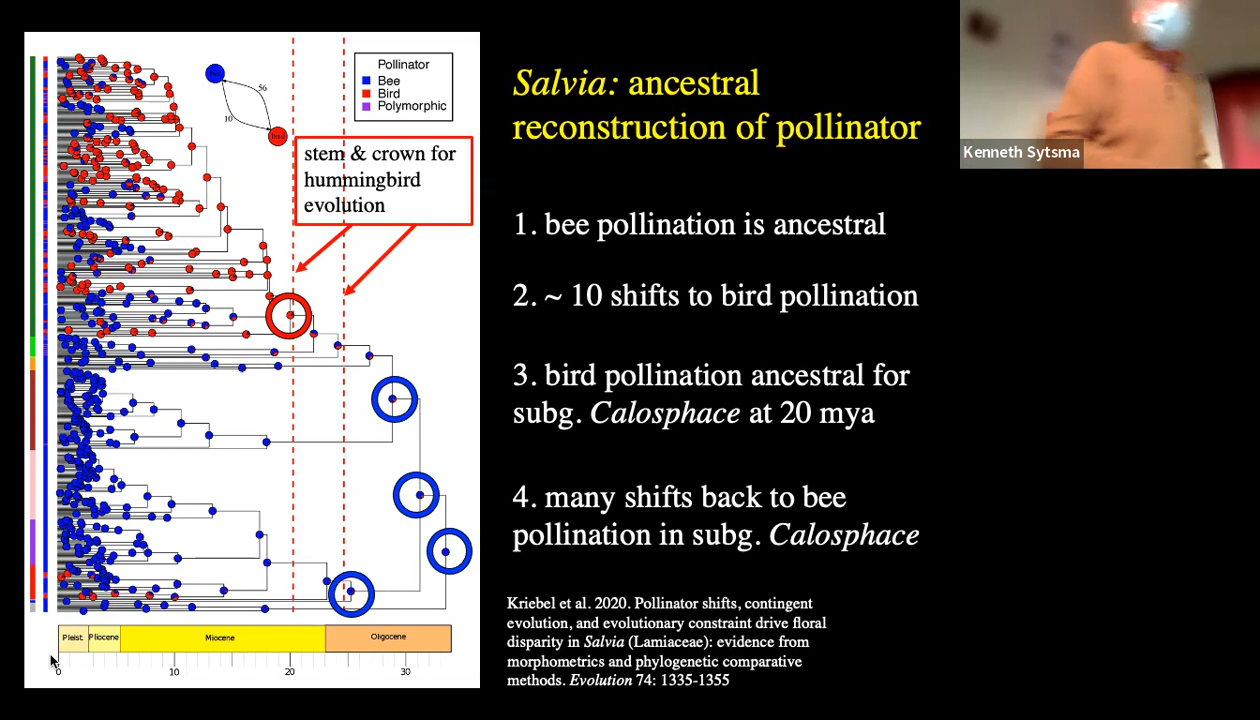 Pollinator
Bee
Bird
Polymorphic
56
10
stem & crown for
hummingbird
evolution
Pleist.
Pliocene
Miocene
Oligocene
0
10
20
30
Salvia: ancestral
reconstruction of pollinator
1. bee pollination is ancestral
2. ~ 10 shifts to bird pollination
3. bird pollination ancestral for
subg. Calosphace at 20 mya
4. many shifts back to bee
pollination in subg. Calosphace
Kriebel et al. 2020. Pollinator shifts, contingent
evolution, and evolutionary constraint drive floral
disparity in Salvia (Lamiaceae): evidence from
morphometrics and phylogenetic comparative
methods. Evolution 74: 1335-1355
Kenneth Sytsma